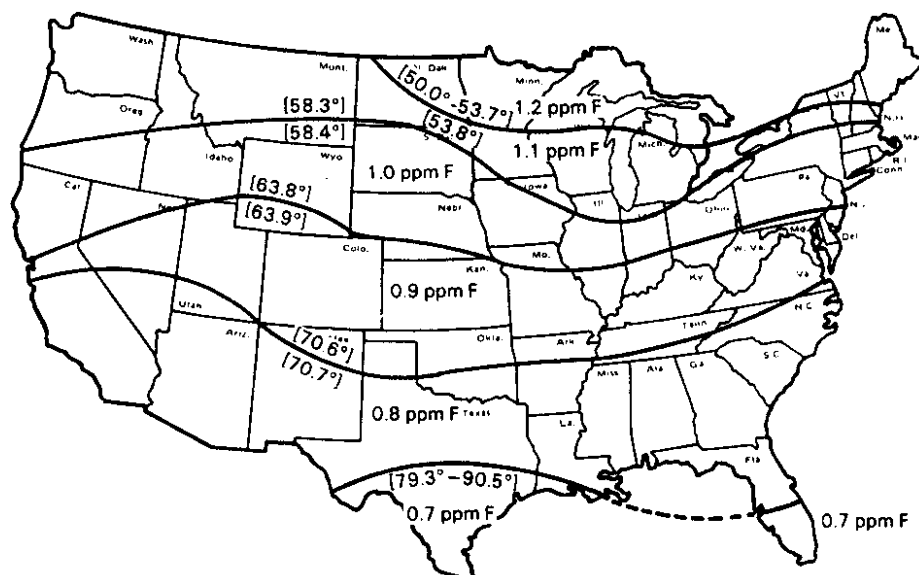 Wash
Me.
Mont.
Dak
Minn.
[50.0°-53.7°]
1.2 ppm F
VT.
N.H.
Oreg
[58.3°]
[58.4°]
[53.8°]
Mich.
1.1 ppm F
R.I
Conn.
Idaho
Wyo
1.0 ppm F
Iowa
Pa.
Cal
[63.8°]
[63.9°]
Nebr
Ill
Ohio
Md.
Del
Colo.
Mo.
W. Va.
Kan.
Ky
Va.
0.9 ppm F
Utah
Ariz.
Tenn
N.C.
[70.6°]
[70.7°]
Okla.
Ark.
S.C.
Miss
Ala
Ga.
0.8 ppm F
Texas
La.
Fla
[79.3°-90.5°]
0.7 ppm F
0.7 ppm F